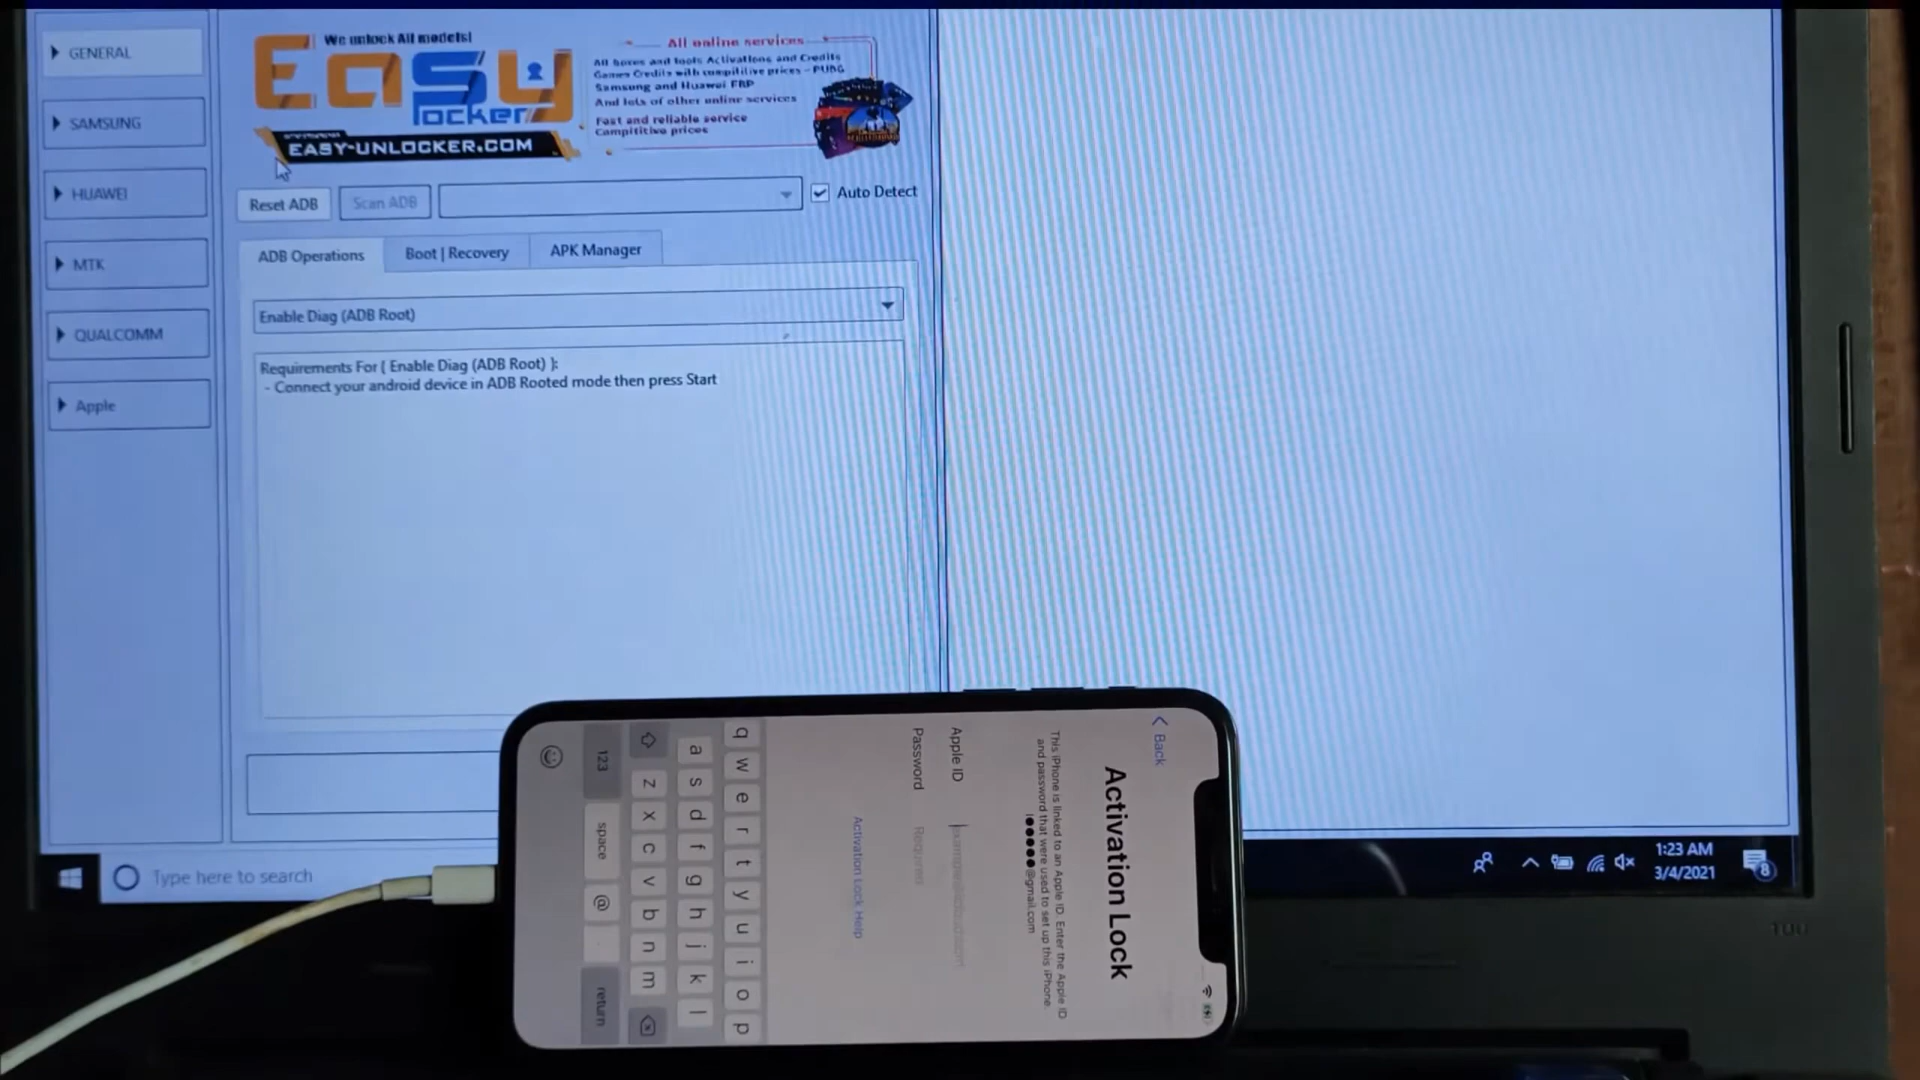 GENERAL
SAMSUNG
HUAWEI
MTK
QUALCOMM
Apple
We unlock All models!
Easy
EASY-UNLOCKER.COM
All online services
All boxes and tools Activations and Credits
Games Credits with compititive prices - PUBG
Samsung and Huawei FRP
And lots of other online services
Fast and reliable service
Compititive prices
Reset ADB
Scan ADB
Auto Detect
ADB Operations
Boot | Recovery
APK Manager
Enable Diag (ADB Root)
Requirements For [ Enable Diag (ADB Root) ]:
- Connect your android device in ADB Rooted mode then press Start
Type here to search
1:23 AM
3/4/2021
8
Back
Activation Lock
This iPhone is linked to an Apple ID. Enter the Apple ID
and password that were used to set up this iPhone.
l●●●●●@gmail.com
Apple ID
Password Required
Activation Lock Help
q w e r t y u i o p
a s d f g h j k l
z x c v b n m
123 space @ . return